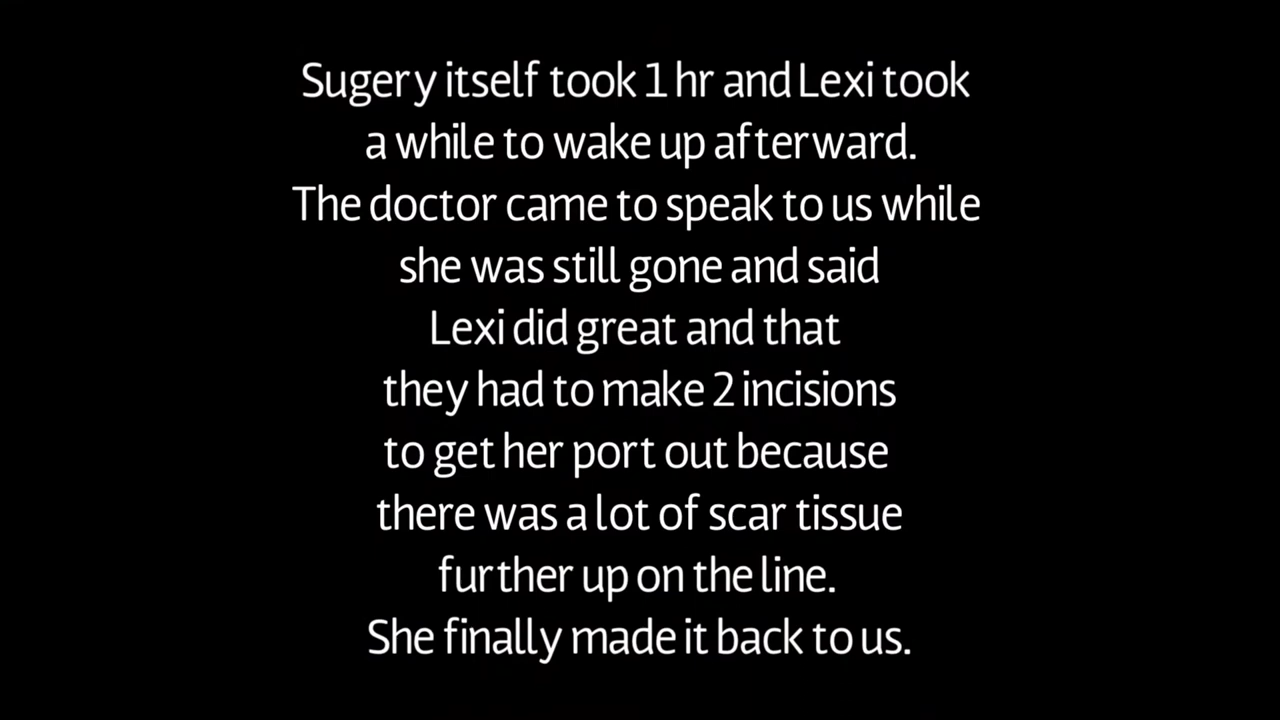 Sugery itself took 1 hr and Lexi took
a while to wake up afterward.
The doctor came to speak to us while
she was still gone and said
Lexi did great and that
they had to make 2 incisions
to get her port out because
there was a lot of scar tissue
further up on the line.
She finally made it back to us.